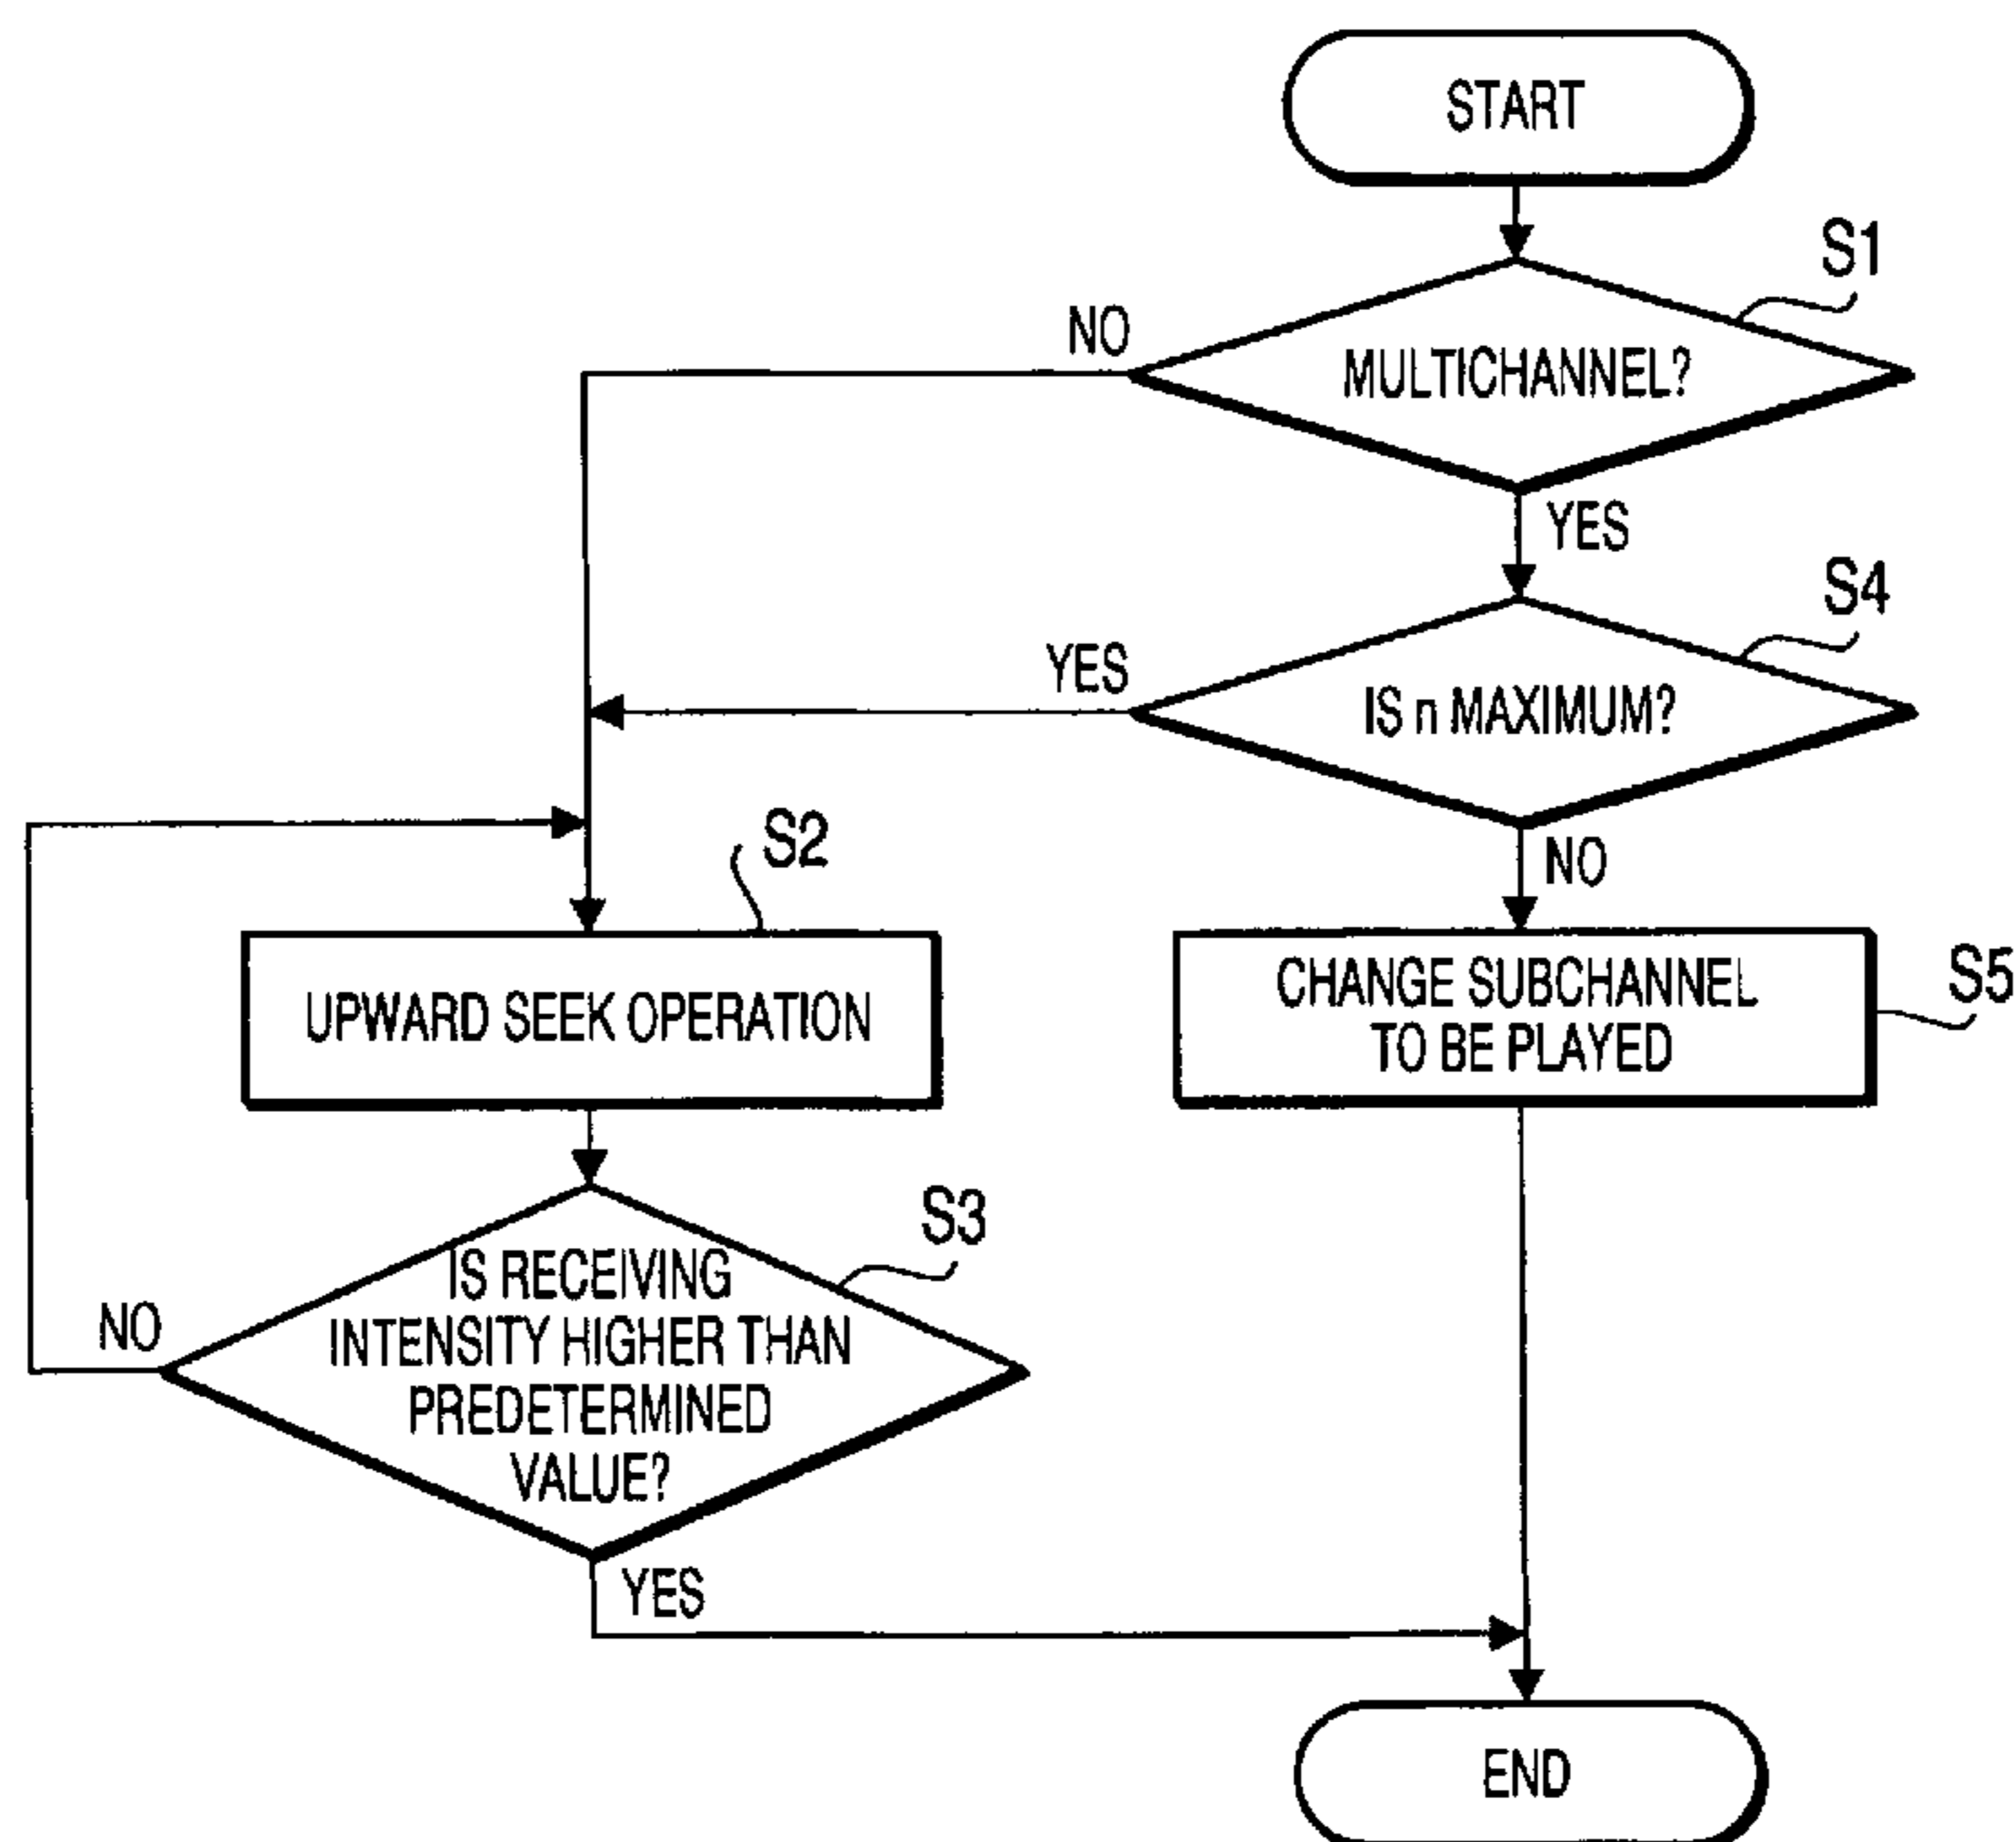 START
S1
NO
MULTICHANNEL?
YES
S4
YES
IS n MAXIMUM?
NO
S2
UPWARD SEEK OPERATION
CHANGE SUBCHANNEL
TO BE PLAYED
S5
S3
IS RECEIVING
INTENSITY HIGHER THAN
PREDETERMINED
VALUE?
NO
YES
END